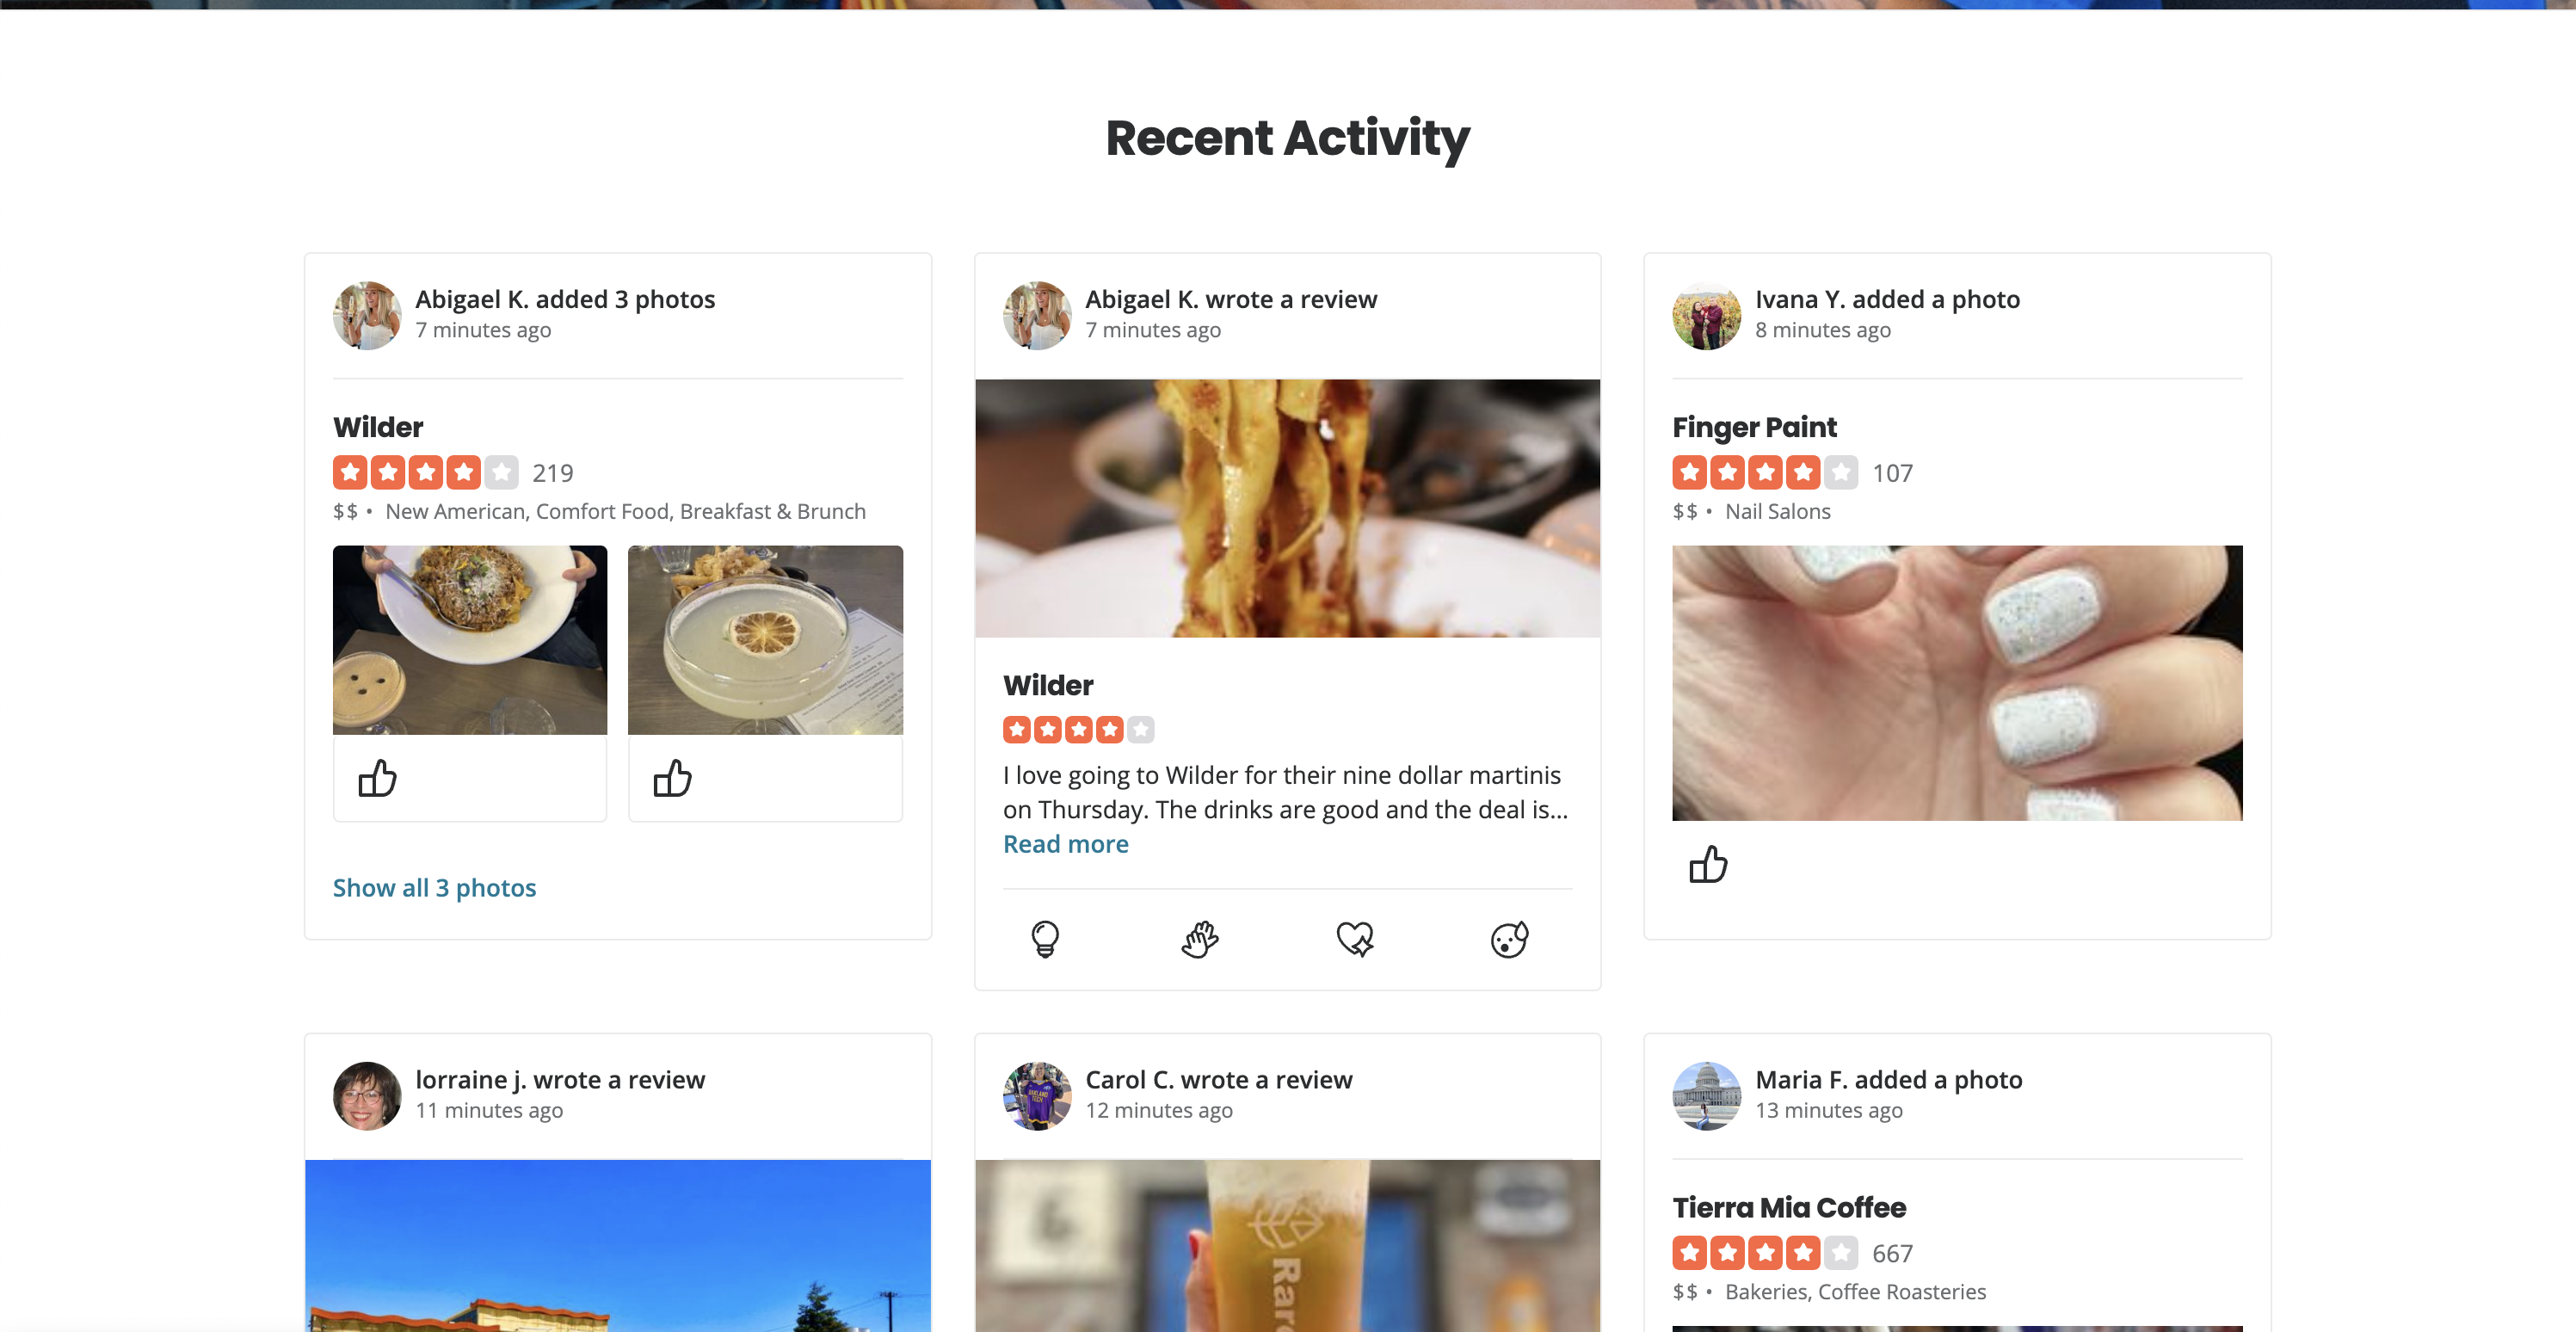 Recent Activity
Abigael K. added 3 photos
7 minutes ago
Wilder
219
$$ • New American, Comfort Food, Breakfast & Brunch
Show all 3 photos
Abigael K. wrote a review
7 minutes ago
Wilder
I love going to Wilder for their nine dollar martinis
on Thursday. The drinks are good and the deal is...
Read more
Ivana Y. added a photo
8 minutes ago
Finger Paint
107
$$ • Nail Salons
lorraine j. wrote a review
11 minutes ago
Carol C. wrote a review
12 minutes ago
Maria F. added a photo
13 minutes ago
Tierra Mia Coffee
667
$$ • Bakeries, Coffee Roasteries